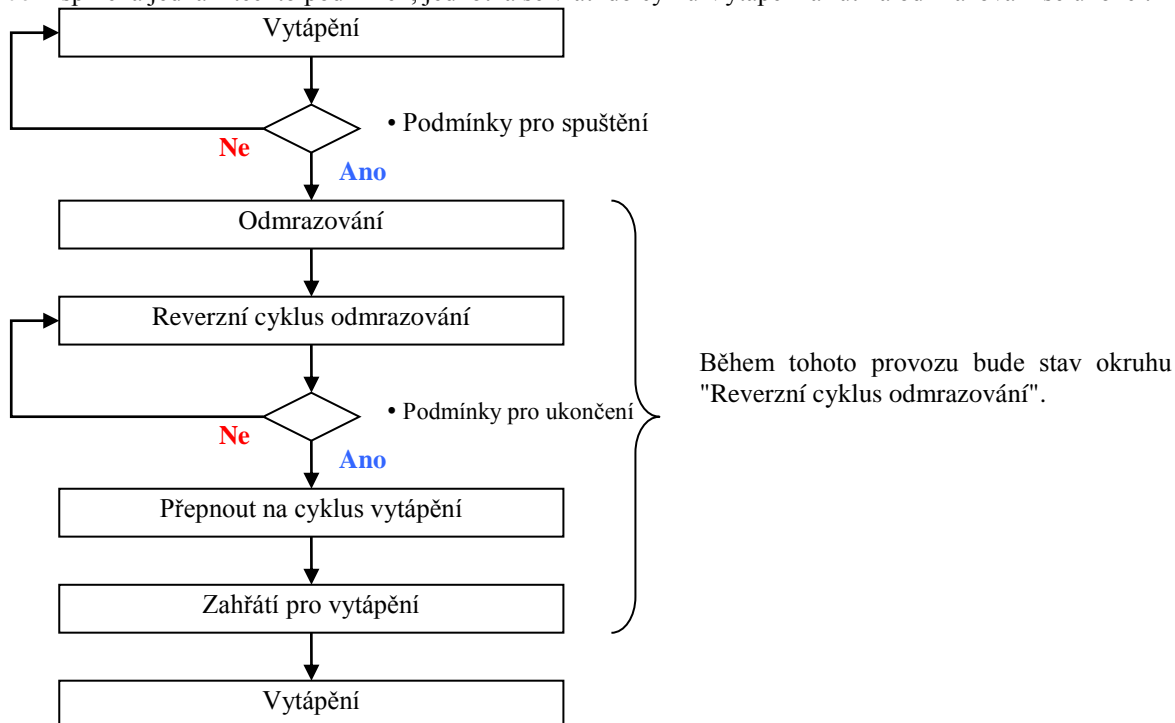 Vytápění
• Podmínky pro spuštění
Ne
Ano
Odmrazování
Reverzní cyklus odmrazování
Během tohoto provozu bude stav okruhu
"Reverzní cyklus odmrazování".
• Podmínky pro ukončení
Ne
Ano
Přepnout na cyklus vytápění
Zahřátí pro vytápění
Vytápění